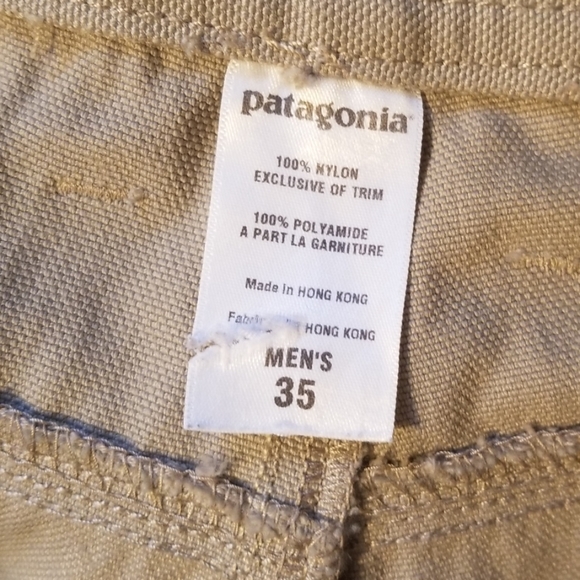 patagonia®
100% NYLON
EXCLUSIVE OF TRIM
100% POLYAMIDE
A PART LA GARNITURE
Made in HONG KONG
HONG KONG
MEN'S
35